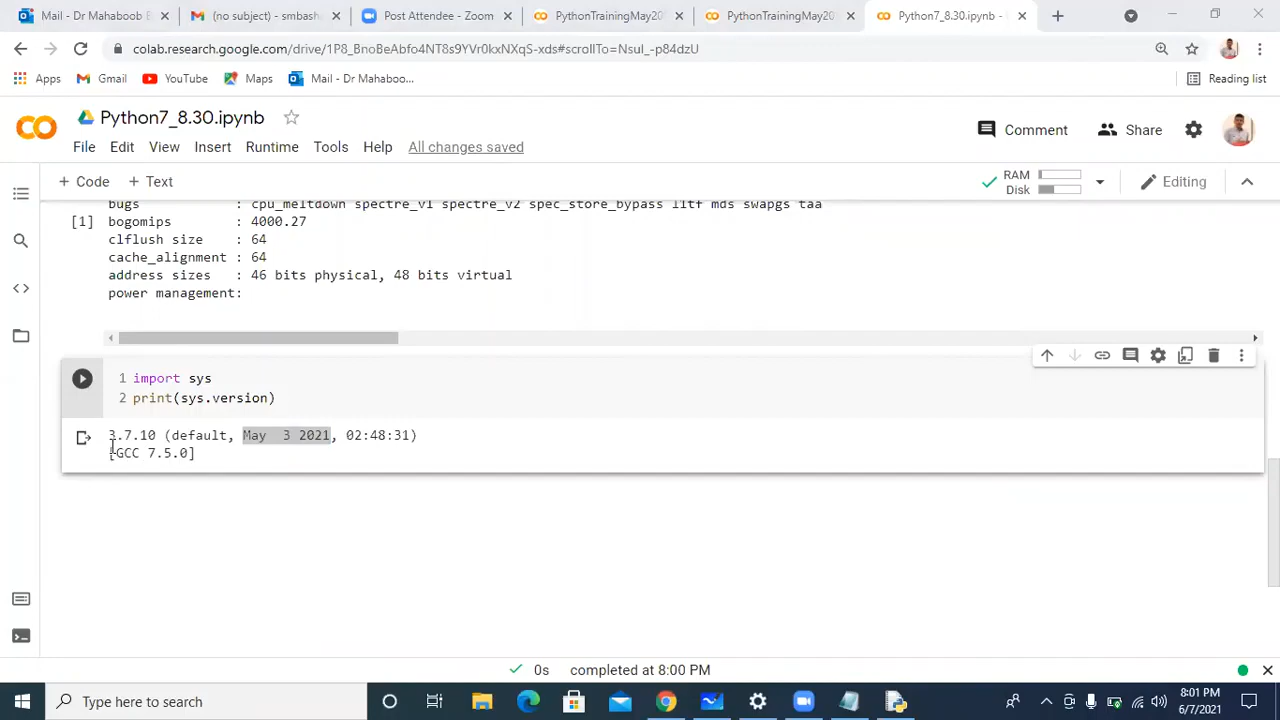 Dr Mahaboob B
(no subject) - smbash
Post Attendee - Zoom
PythonTrainingMay20
PythonTrainingMay20
Python7_8.30.ipynb -
colab.research.google.com/drive/1P8_BnoBeAbfo4NT8s9YVr0kxNXqS-xds#scrollTo=Nsul_-p84dzU
Apps
Gmail
YouTube
Maps
Mail - Dr Mahaboo...
Reading list
CO
Python7_8.30.ipynb
Comment
Share
File
Edit
View
Insert
Runtime
Tools
Help
All changes saved
+ Code
+ Text
RAM
Disk
Editing
bugs : cpu_meltdown spectre_v1 spectre_v2 spec_store_bypass l1tf mds swapgs taa
[1] bogomips : 4000.27
clflush size : 64
cache_alignment : 64
address sizes : 46 bits physical, 48 bits virtual
power management:
1 import sys
2 print(sys.version)
3.7.10 (default, May 3 2021, 02:48:31)
[GCC 7.5.0]
0s completed at 8:00 PM
Type here to search
8:01 PM
6/7/2021